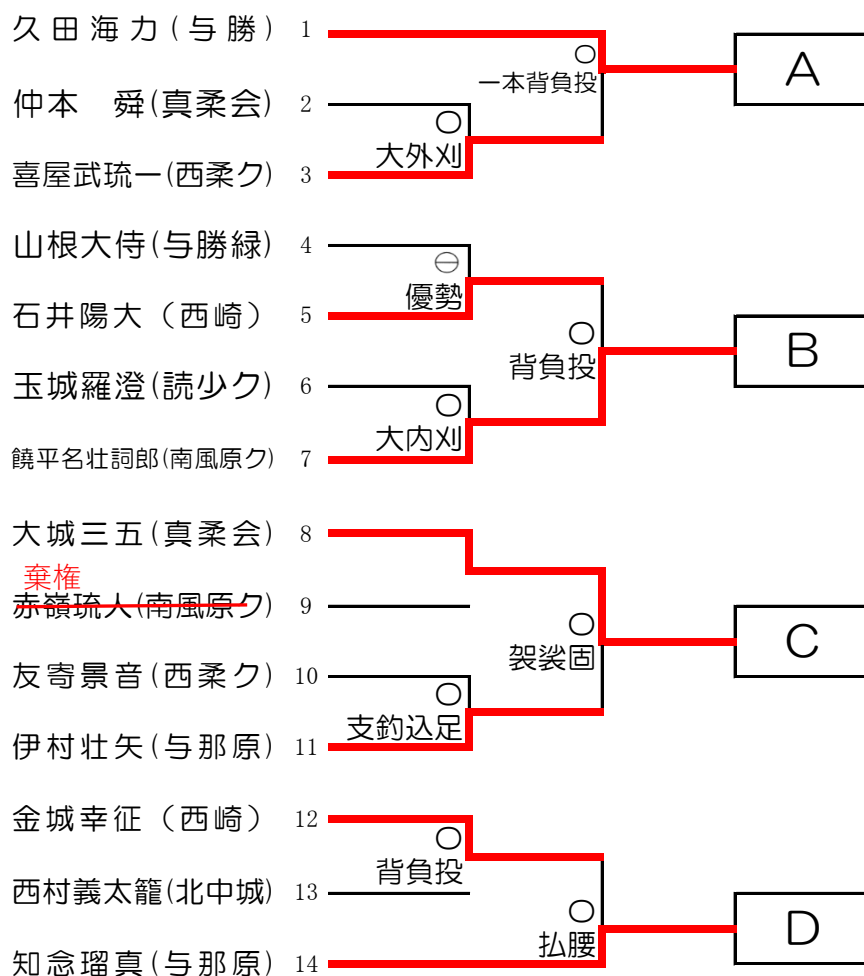 久田海力(与勝) 1
○
一本背負投
A
仲本　舜(真柔会) 2
○
大外刈
喜屋武琉一(西柔ク) 3
山根大侍(与勝緑) 4
⊖
優勢
石井陽大（西崎） 5
○
背負投
B
玉城羅澄(読少ク) 6
○
大内刈
饒平名壮詞郎(南風原ク) 7
大城三五(真柔会) 8
棄権
赤嶺琉人(南風原ク) 9
○
袈裟固
C
友寄景音(西柔ク) 10
○
支釣込足
伊村壮矢(与那原) 11
金城幸征（西崎） 12
○
背負投
西村義太籠(北中城) 13
○
払腰
D
知念瑠真(与那原) 14